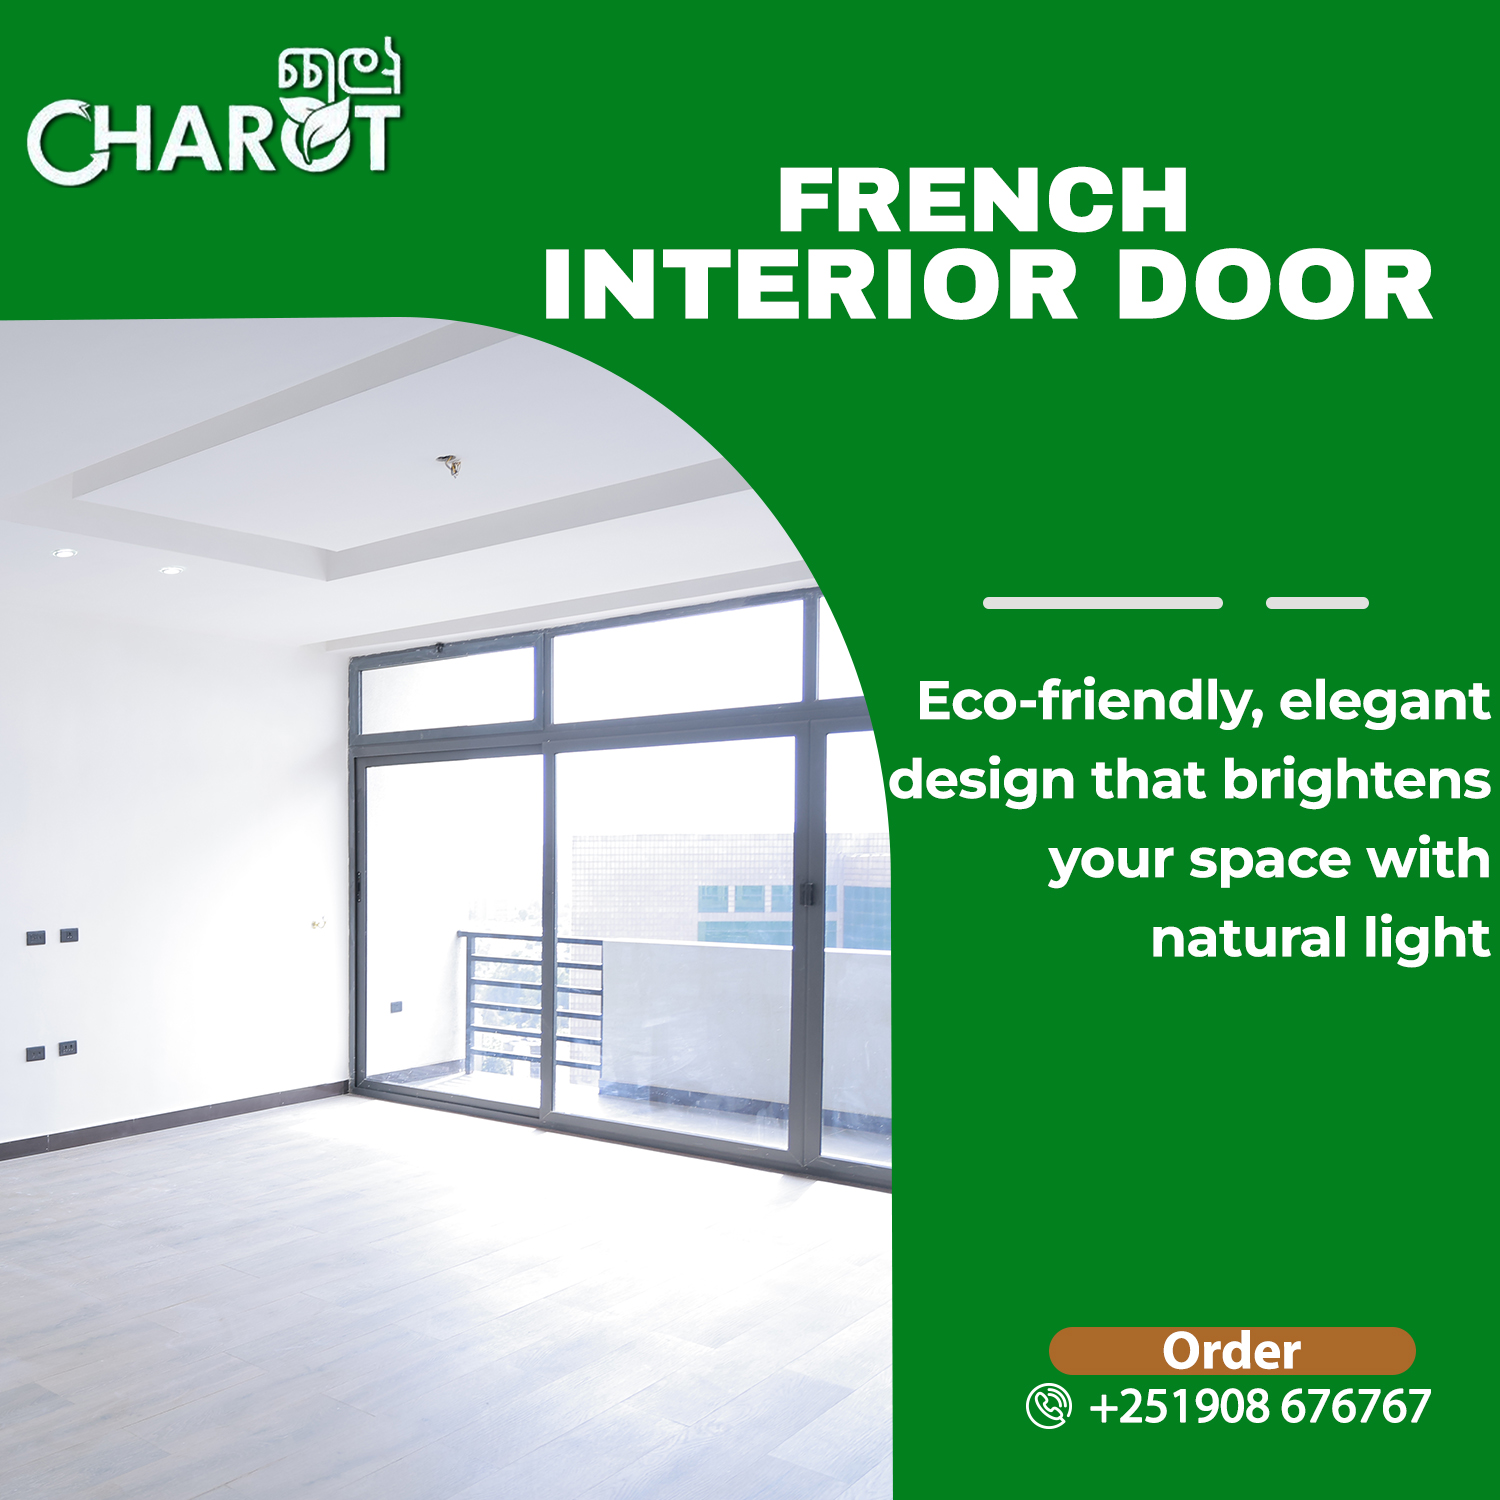 CHAROT
FRENCH
INTERIOR DOOR
Eco-friendly, elegant
design that brightens
your space with
natural light
Order
+251908 676767